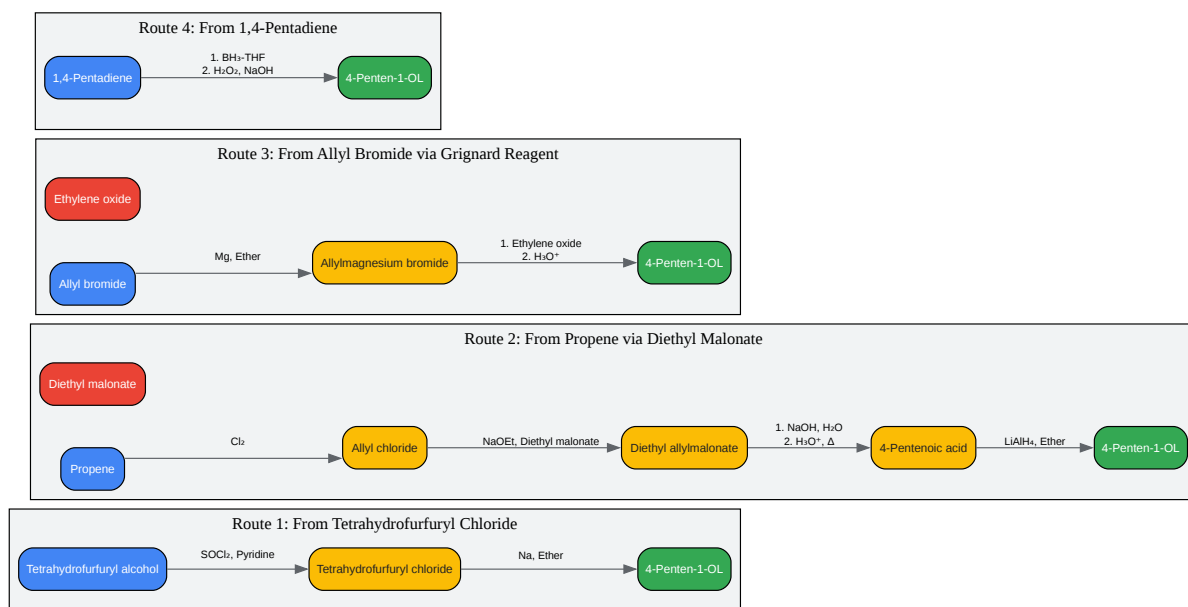 Route 4: From 1,4-Pentadiene
1,4-Pentadiene
1. BH₃-THF
2. H₂O₂, NaOH
4-Penten-1-OL
Route 3: From Allyl Bromide via Grignard Reagent
Ethylene oxide
Allyl bromide
Mg, Ether
Allylmagnesium bromide
1. Ethylene oxide
2. H₃O⁺
4-Penten-1-OL
Route 2: From Propene via Diethyl Malonate
Diethyl malonate
Propene
Cl₂
Allyl chloride
NaOEt, Diethyl malonate
Diethyl allylmalonate
1. NaOH, H₂O
2. H₃O⁺, Δ
4-Pentenoic acid
LiAlH₄, Ether
4-Penten-1-OL
Route 1: From Tetrahydrofurfuryl Chloride
Tetrahydrofurfuryl alcohol
SOCl₂, Pyridine
Tetrahydrofurfuryl chloride
Na, Ether
4-Penten-1-OL